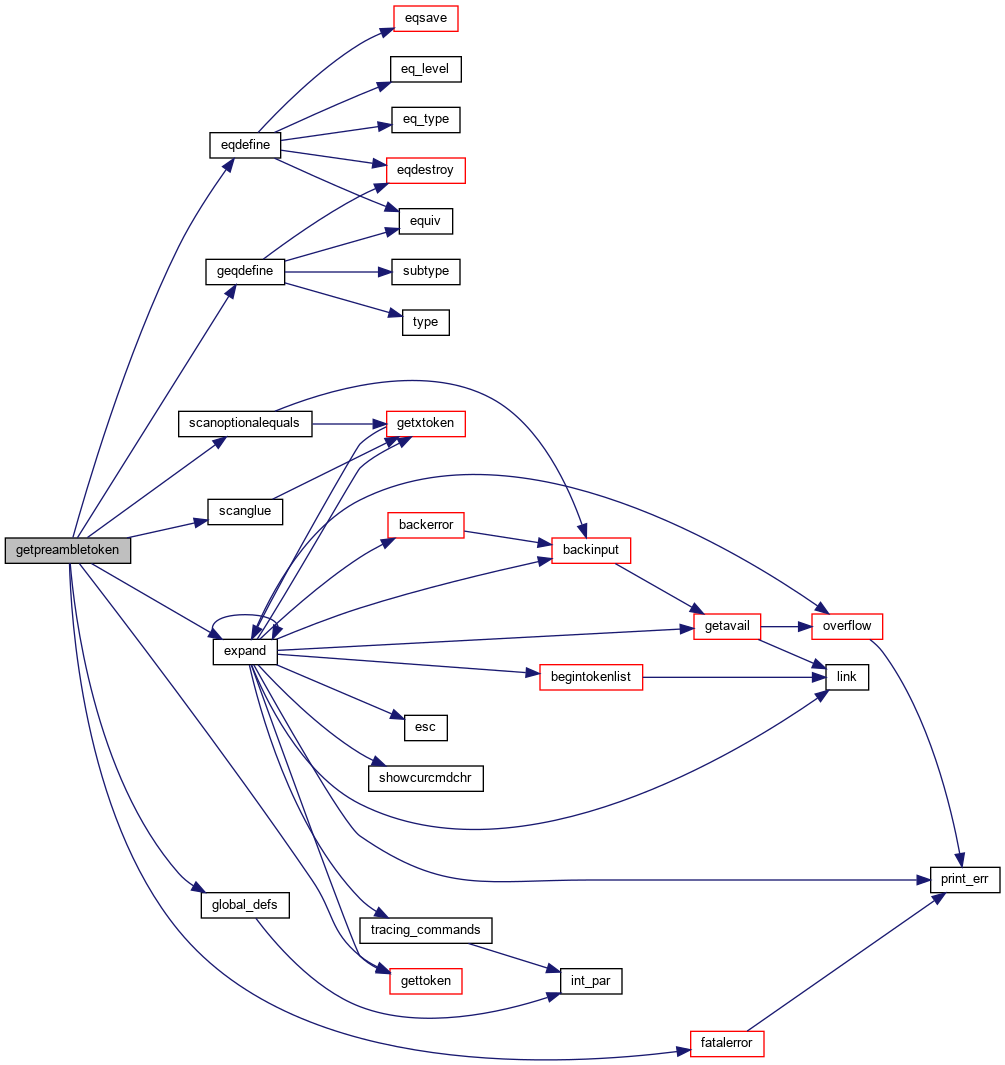 eqsave
eq_level
eq_type
eqdefine
eqdestroy
equiv
geqdefine
subtype
type
scanoptionalequals
getxtoken
scanglue
backerror
getpreambletoken
backinput
getavail
overflow
expand
begintokenlist
link
esc
showcurcmdchr
print_err
global_defs
tracing_commands
gettoken
int_par
fatalerror